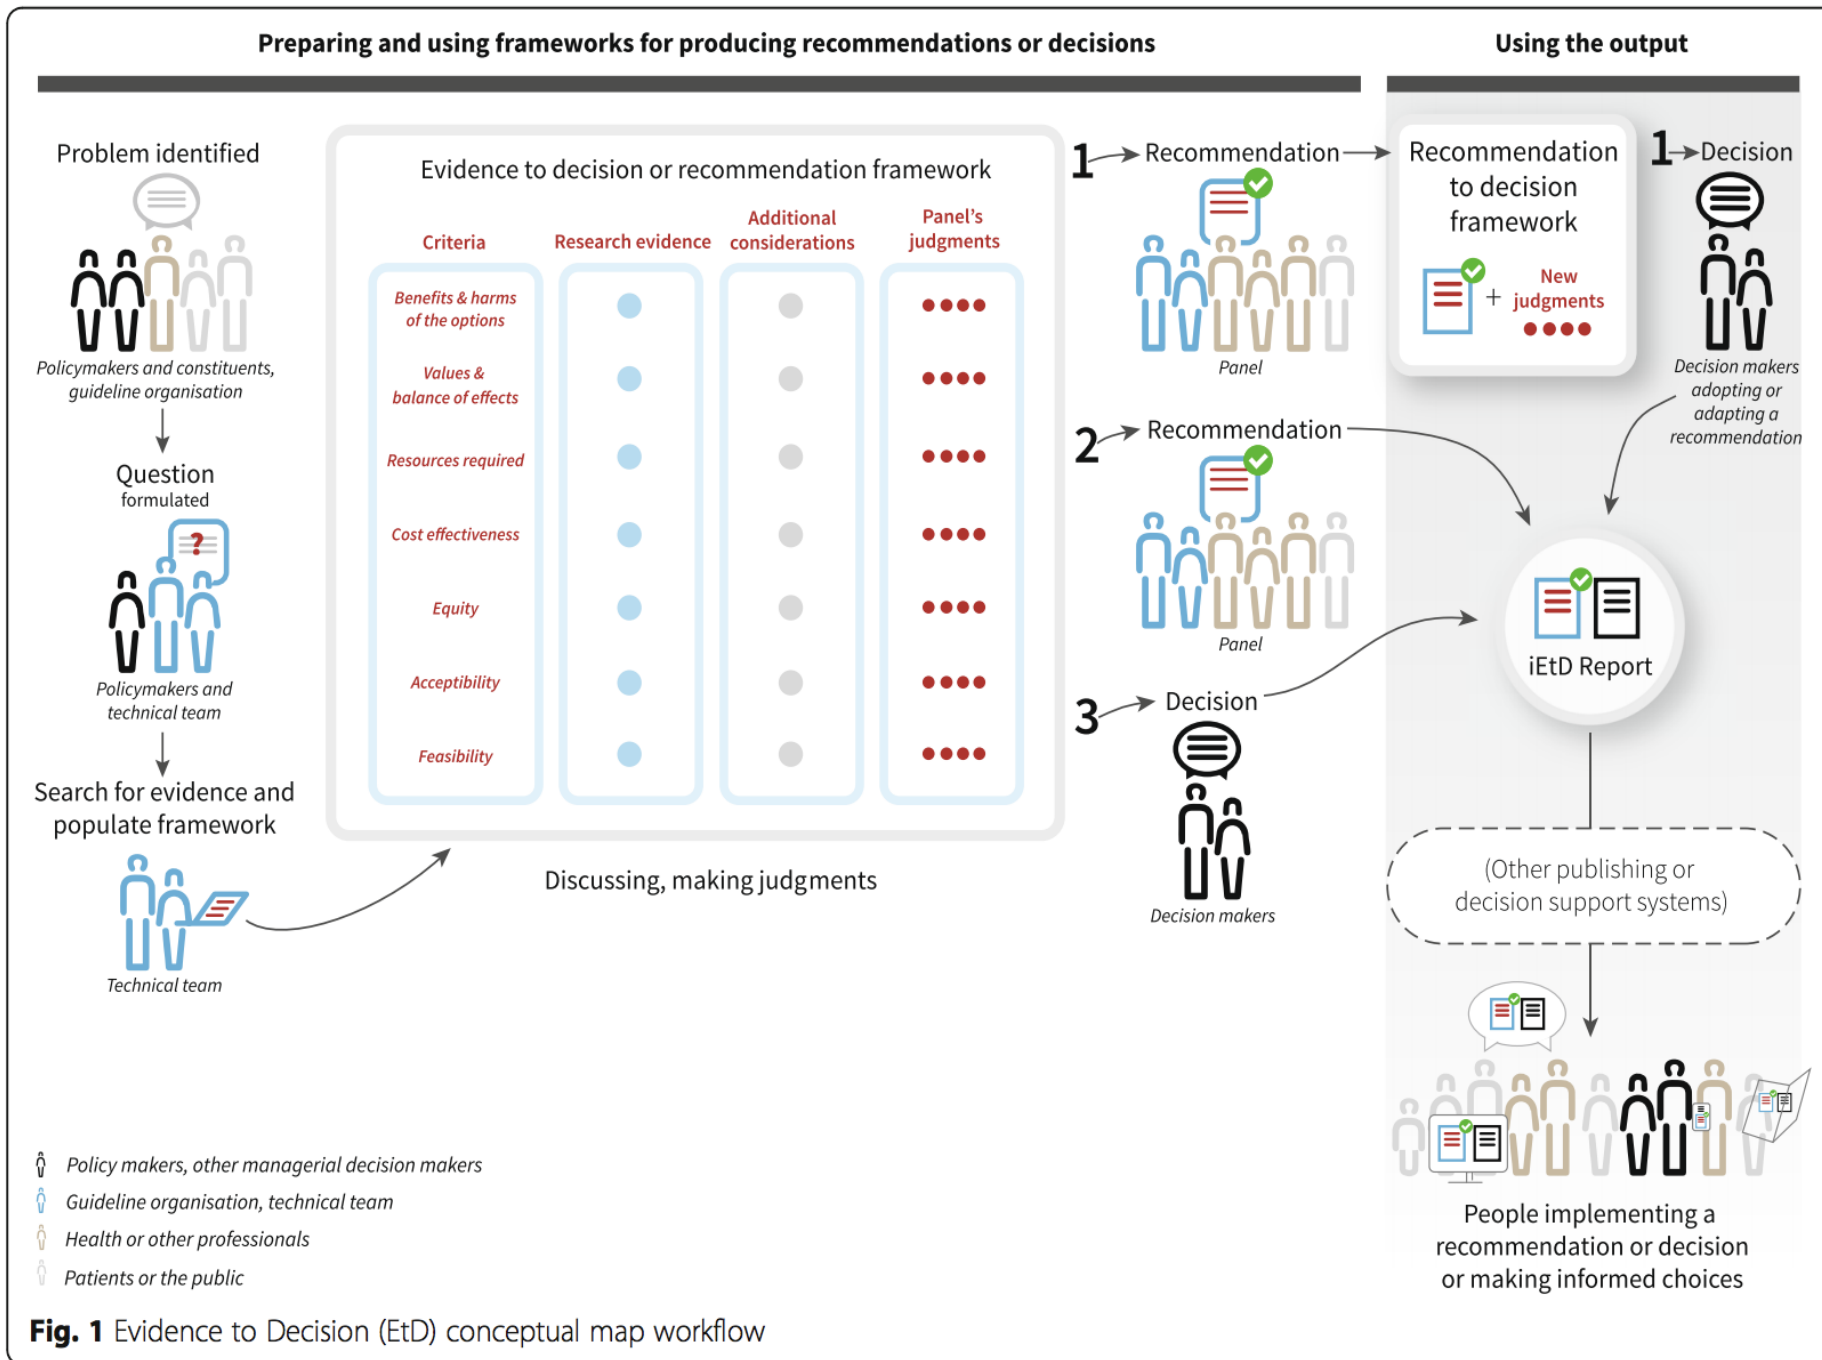 Preparing and using frameworks for producing recommendations or decisions
Using the output
Problem identified
Policymakers and constituents,
guideline organisation
Question
formulated
?
Policymakers and
technical team
Search for evidence and
populate framework
Technical team
Evidence to decision or recommendation framework
Criteria
Research evidence
Additional
considerations
Panel's
judgments
Benefits & harms
of the options
Values &
balance of effects
Resources required
Cost effectiveness
Equity
Acceptibility
Feasibility
Discussing, making judgments
1
Recommendation
Panel
2
Recommendation
Panel
3
Decision
Decision makers
Recommendation
to decision
framework
+
New
judgments
1
Decision
Decision makers
adopting or
adapting a
recommendation
iEtD Report
(Other publishing or
decision support systems)
People implementing a
recommendation or decision
or making informed choices
Policy makers, other managerial decision makers
Guideline organisation, technical team
Health or other professionals
Patients or the public
Fig. 1 Evidence to Decision (EtD) conceptual map workflow